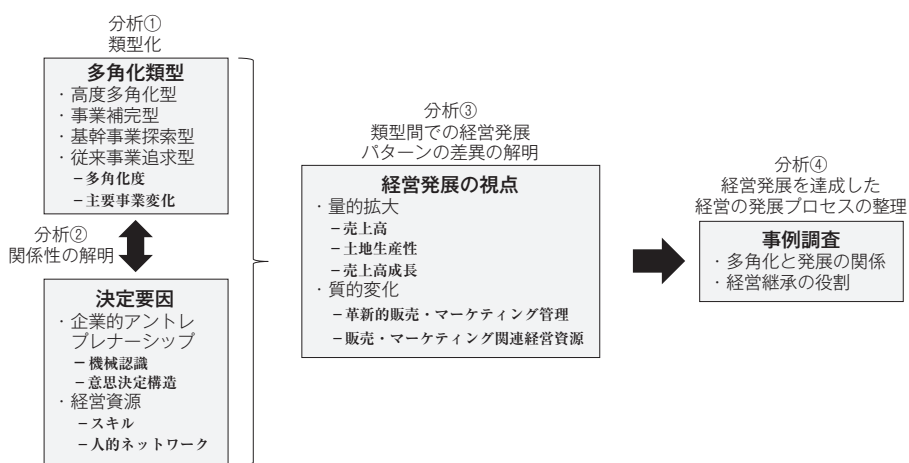 分析①
類型化
多角化類型
・高度多角化型
・事業補完型
・基幹事業探索型
・従来事業追求型
－多角化度
－主要事業変化
分析②
関係性の解明
決定要因
・企業的アントレ
プレナーシップ
－機械認識
－意思決定構造
・経営資源
－スキル
－人的ネットワーク
分析③
類型間での経営発展
パターンの差異の解明
経営発展の視点
・量的拡大
－売上高
－土地生産性
－売上高成長
・質的変化
－革新的販売・マーケティング管理
－販売・マーケティング関連経営資源
分析④
経営発展を達成した
経営の発展プロセスの整理
事例調査
・多角化と発展の関係
・経営継承の役割